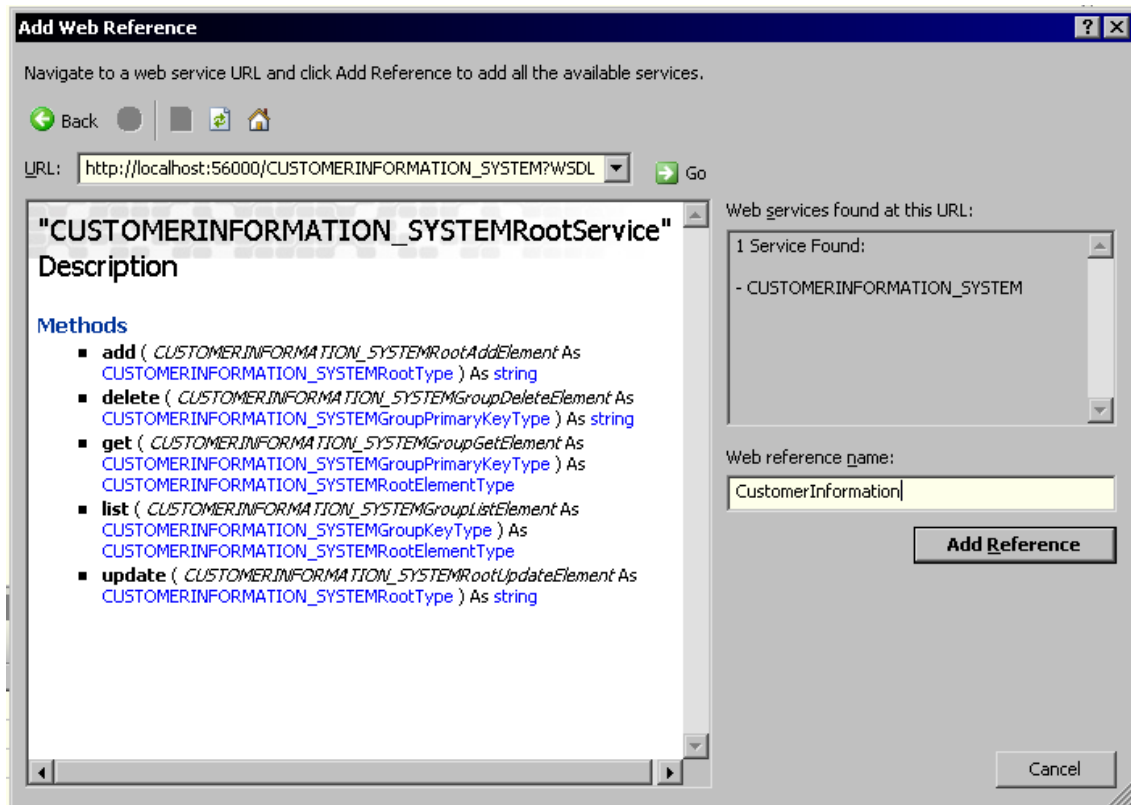 Add Web Reference
Navigate to a web service URL and click Add Reference to add all the available services.
Back
URL: http://localhost:56000/CUSTOMERINFORMATION_SYSTEM?WSDL Go
"CUSTOMERINFORMATION_SYSTEMRootService"
Description
Methods
add ( CUSTOMERINFORMATION_SYSTEMRootAddElement As
CUSTOMERINFORMATION_SYSTEMRootType ) As string
delete ( CUSTOMERINFORMATION_SYSTEMGroupDeleteElement As
CUSTOMERINFORMATION_SYSTEMGroupPrimaryKeyType ) As string
get ( CUSTOMERINFORMATION_SYSTEMGroupGetElement As
CUSTOMERINFORMATION_SYSTEMGroupPrimaryKeyType ) As
CUSTOMERINFORMATION_SYSTEMRootElementType
list ( CUSTOMERINFORMATION_SYSTEMGroupListElement As
CUSTOMERINFORMATION_SYSTEMGroupKeyType ) As
CUSTOMERINFORMATION_SYSTEMRootElementType
update ( CUSTOMERINFORMATION_SYSTEMRootUpdateElement As
CUSTOMERINFORMATION_SYSTEMRootType ) As string
Web services found at this URL:
1 Service Found:
- CUSTOMERINFORMATION_SYSTEM
Web reference name:
CustomerInformation
Add Reference
Cancel